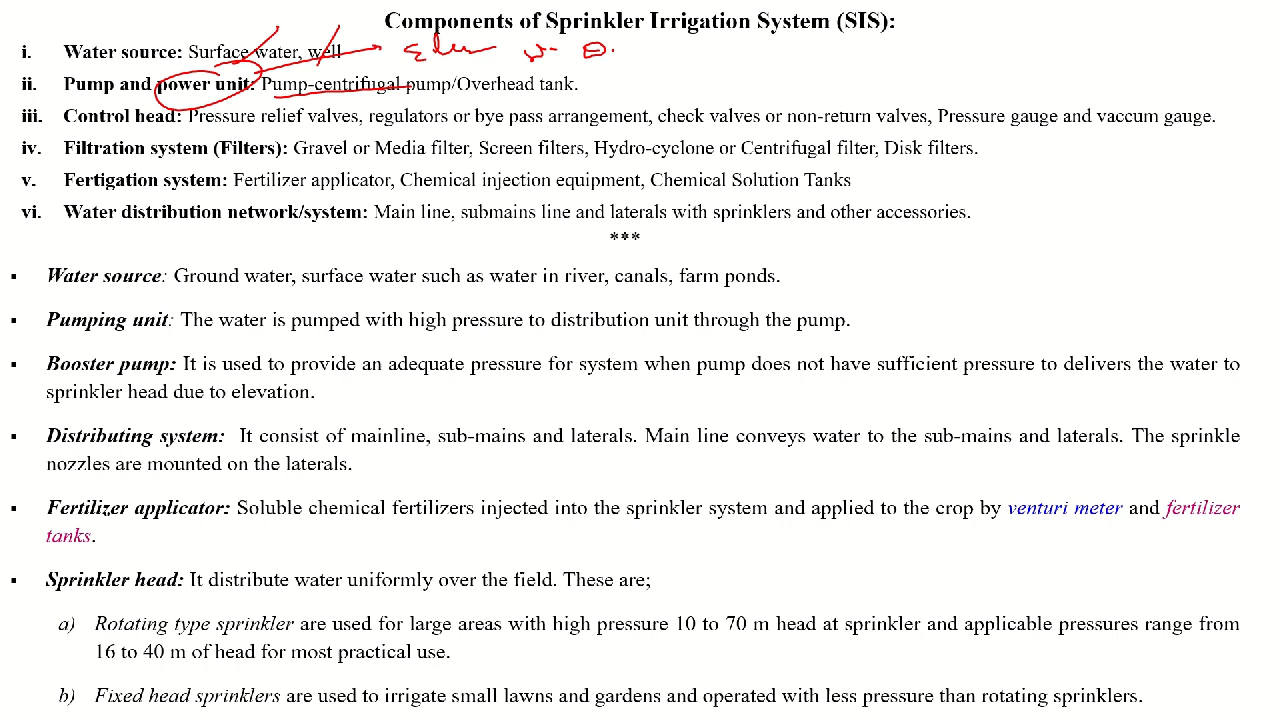 Components of Sprinkler Irrigation System (SIS):
i. Water source: Surface water, well
ii. Pump and power unit: Pump-centrifugal pump/Overhead tank.
iii. Control head: Pressure relief valves, regulators or bye pass arrangement, check valves or non-return valves, Pressure gauge and vaccum gauge.
iv. Filtration system (Filters): Gravel or Media filter, Screen filters, Hydro-cyclone or Centrifugal filter, Disk filters.
v. Fertigation system: Fertilizer applicator, Chemical injection equipment, Chemical Solution Tanks
vi. Water distribution network/system: Main line, submains line and laterals with sprinklers and other accessories.
***
▪ Water source: Ground water, surface water such as water in river, canals, farm ponds.
▪ Pumping unit: The water is pumped with high pressure to distribution unit through the pump.
▪ Booster pump: It is used to provide an adequate pressure for system when pump does not have sufficient pressure to delivers the water to
sprinkler head due to elevation.
▪ Distributing system: It consist of mainline, sub-mains and laterals. Main line conveys water to the sub-mains and laterals. The sprinkle
nozzles are mounted on the laterals.
▪ Fertilizer applicator: Soluble chemical fertilizers injected into the sprinkler system and applied to the crop by venturi meter and fertilizer
tanks.
▪ Sprinkler head: It distribute water uniformly over the field. These are;
a) Rotating type sprinkler are used for large areas with high pressure 10 to 70 m head at sprinkler and applicable pressures range from
16 to 40 m of head for most practical use.
b) Fixed head sprinklers are used to irrigate small lawns and gardens and operated with less pressure than rotating sprinklers.